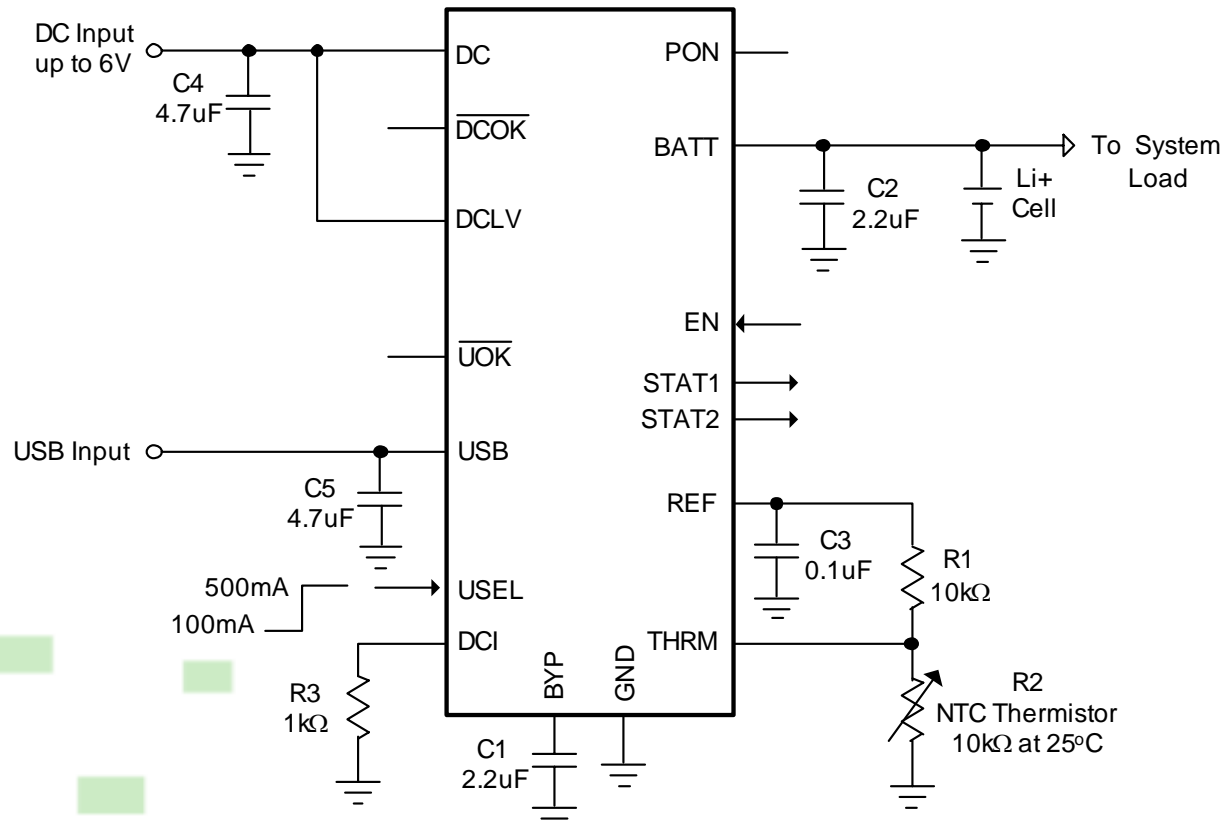 DC Input
up to 6V
C4
4.7uF
DC
DCOK
DCLV
UOK
USB Input
USB
C5
4.7uF
500mA
100mA
USEL
DCI
R3
1kΩ
BYP
GND
C1
2.2uF
PON
BATT
To System
Load
C2
2.2uF
Li+
Cell
EN
STAT1
STAT2
REF
C3
0.1uF
R1
10kΩ
THRM
R2
NTC Thermistor
10kΩ at 25°C